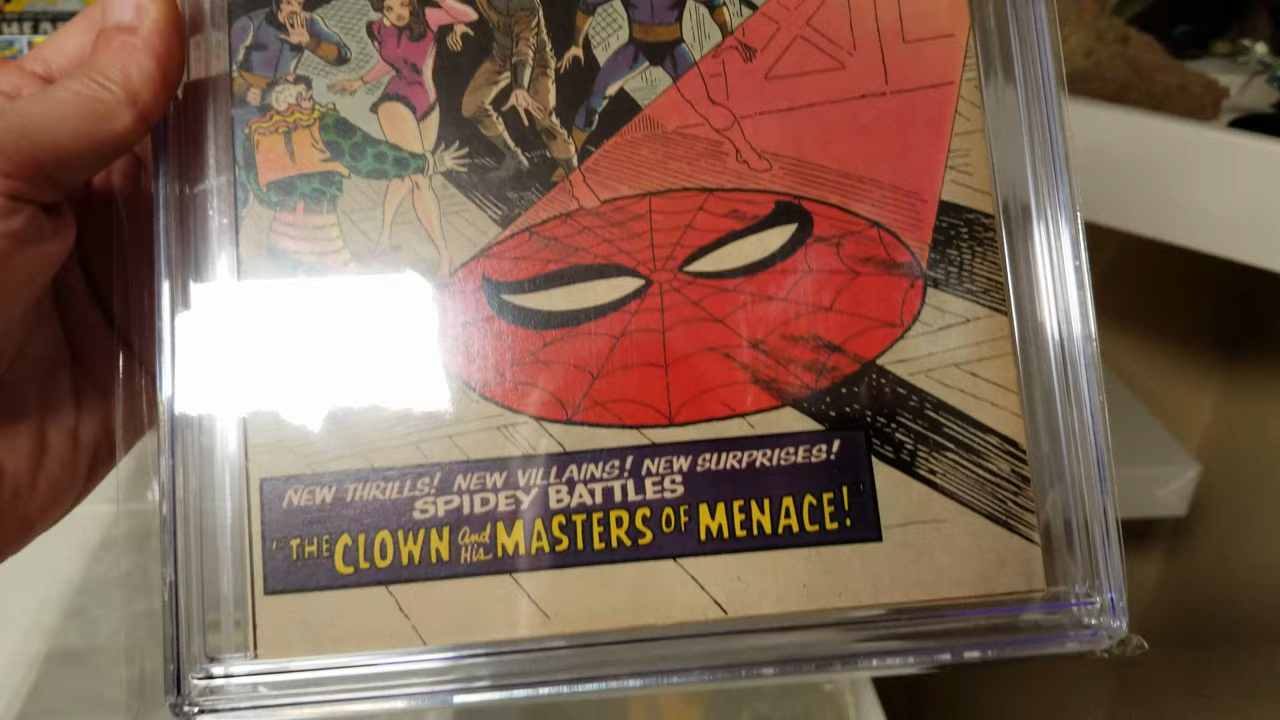 NEW THRILLS! NEW VILLAINS! NEW SURPRISES!
SPIDEY BATTLES
"THE CLOWN and His MASTERS OF MENACE!"